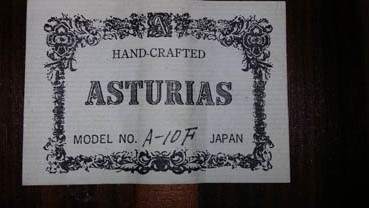 A
HAND-CRAFTED
ASTURIAS
MODEL NO. A-10F JAPAN